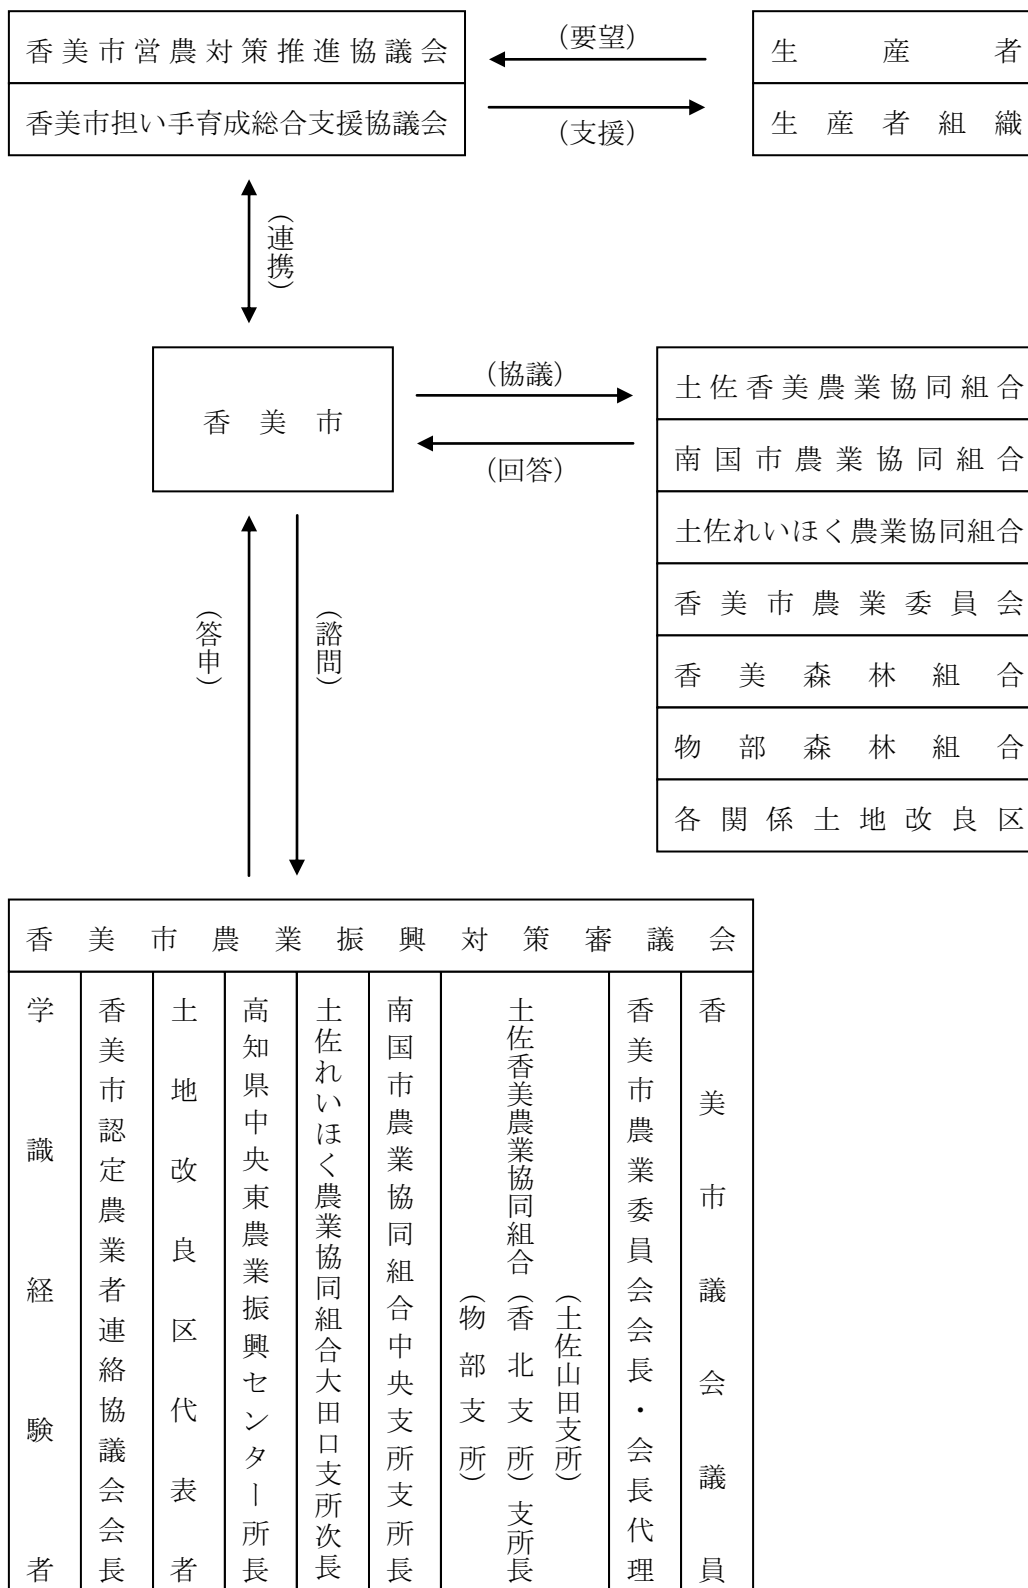 香美市営農対策推進協議会
香美市担い手育成総合支援協議会
(要望)
(支援)
生産者
生産者組織
(連携)
香美市
(協議)
(回答)
土佐香美農業協同組合
南国市農業協同組合
土佐れいほく農業協同組合
香美市農業委員会
香美森林組合
物部森林組合
各関係土地改良区
(答申)
(諮問)
香美市農業振興対策審議会
香美市議会議員
香美市農業委員会会長・会長代理
土佐香美農業協同組合
(土佐山田支所)
(香北支所)
(物部支所)
支所長
南国市農業協同組合中央支所支所長
土佐れいほく農業協同組合大田口支所次長
高知県中央東農業振興センター所長
土地改良区代表者
香美市認定農業者連絡協議会会長
学識経験者